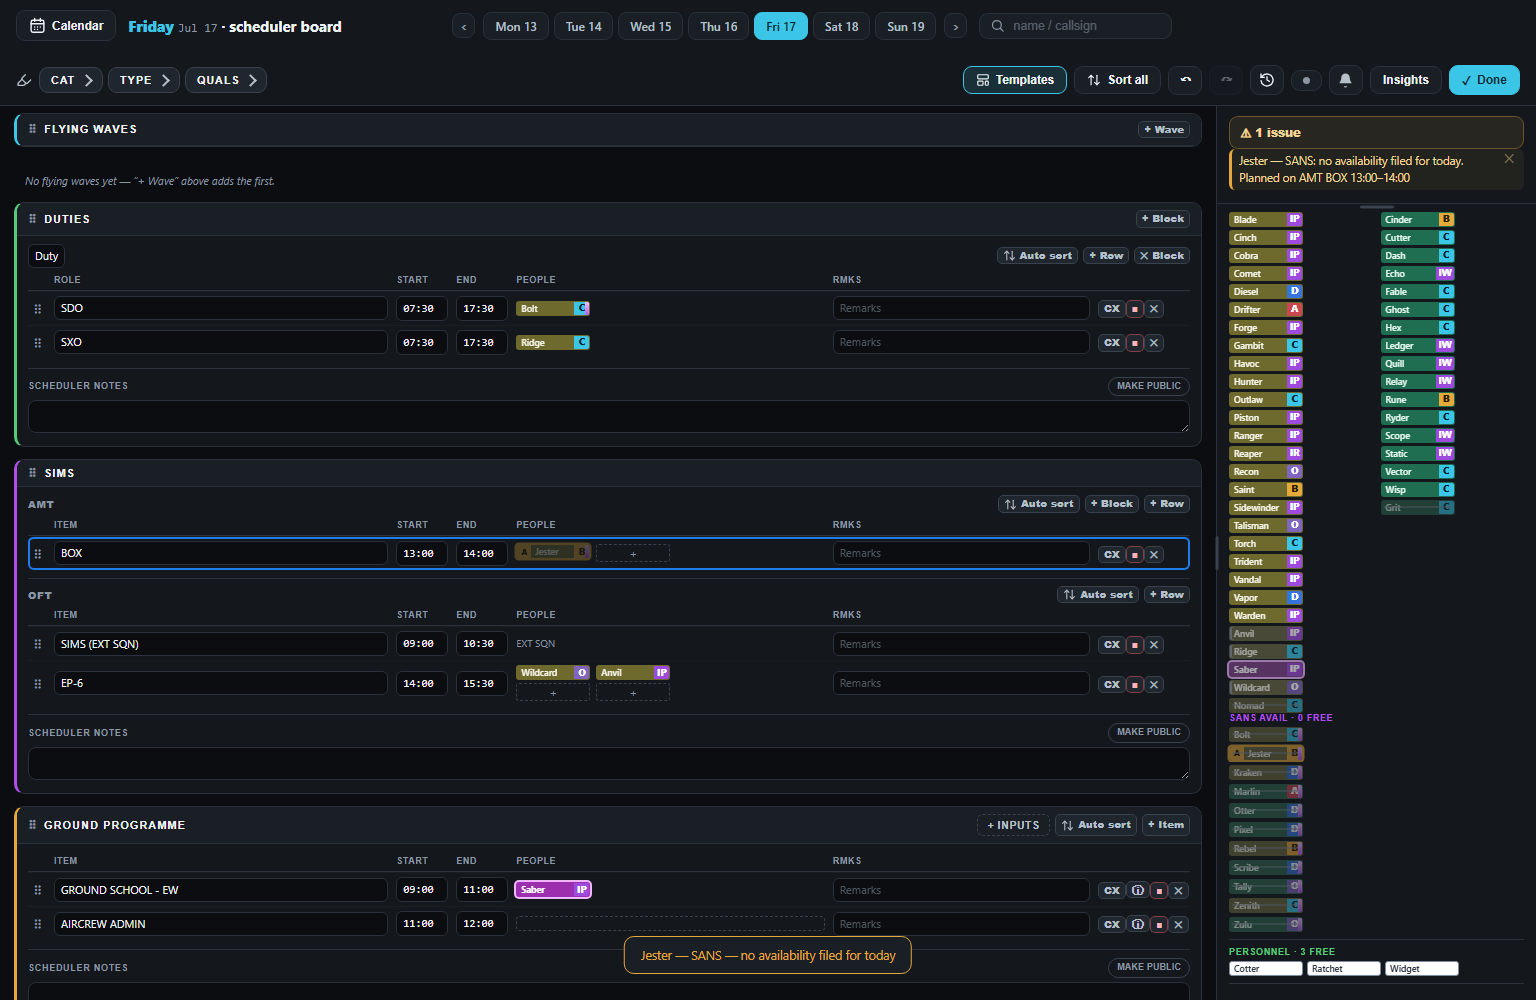 Calendar
Friday Jul 17 · scheduler board
‹ Mon 13 Tue 14 Wed 15 Thu 16 Fri 17 Sat 18 Sun 19 ›
name / callsign
CAT TYPE QUALS
Templates Sort all Insights ✓ Done
FLYING WAVES
+ Wave
No flying waves yet — "+ Wave" above adds the first.
DUTIES
+ Block
Duty
Auto sort + Row ✕ Block
ROLE START END PEOPLE RMKS
SDO 07:30 17:30 Bolt C Remarks CX ✕
SXO 07:30 17:30 Ridge C Remarks CX ✕
SCHEDULER NOTES
MAKE PUBLIC
SIMS
AMT
Auto sort + Block + Row
ITEM START END PEOPLE RMKS
BOX 13:00 14:00 A Jester B + Remarks CX ✕
OFT
Auto sort + Row
ITEM START END PEOPLE RMKS
SIMS (EXT SQN) 09:00 10:30 EXT SQN Remarks CX ✕
EP-6 14:00 15:30 Wildcard O Anvil IP Remarks CX ✕
+ +
SCHEDULER NOTES
MAKE PUBLIC
GROUND PROGRAMME
+ INPUTS Auto sort + Item
ITEM START END PEOPLE RMKS
GROUND SCHOOL - EW 09:00 11:00 Saber IP Remarks CX ✕
AIRCREW ADMIN 11:00 12:00 Remarks CX ✕
SCHEDULER NOTES
MAKE PUBLIC
Jester — SANS — no availability filed for today
⚠ 1 issue
Jester — SANS: no availability filed for today.
Planned on AMT BOX 13:00–14:00
Blade IP
Cinch IP
Cobra IP
Comet IP
Diesel D
Drifter A
Forge IP
Gambit C
Havoc IP
Hunter IP
Outlaw C
Piston IP
Ranger IP
Reaper IR
Recon O
Saint B
Sidewinder IP
Talisman O
Torch C
Trident IP
Vandal IP
Vapor D
Warden IP
Anvil IP
Ridge C
Saber IP
Wildcard O
Nomad C
Cinder B
Cutter C
Dash C
Echo IW
Fable C
Ghost C
Hex C
Ledger IW
Quill IW
Relay IW
Rune B
Ryder C
Scope IW
Static IW
Vector C
Wisp C
Grit C
SANS AVAIL · 0 FREE
Bolt C
A Jester B
Kraken D
Marlin A
Otter D
Pixel D
Rebel B
Scribe D
Tally O
Zenith C
Zulu O
PERSONNEL · 3 FREE
Cotter Ratchet Widget